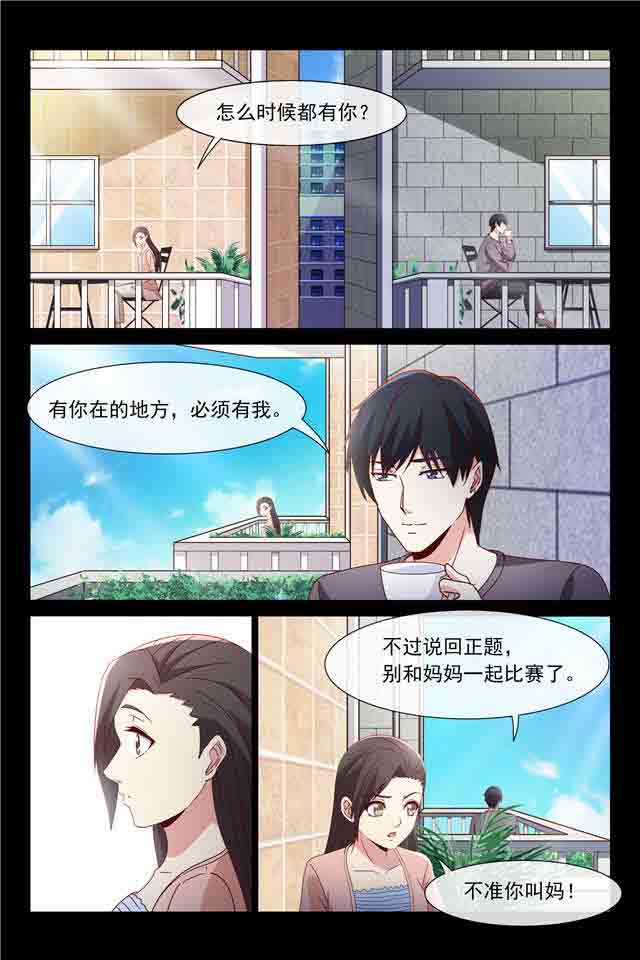 怎么时候都有你？
有你在的地方，必须有我。
不过说回正题，
别和妈妈一起比赛了。
不准你叫妈！